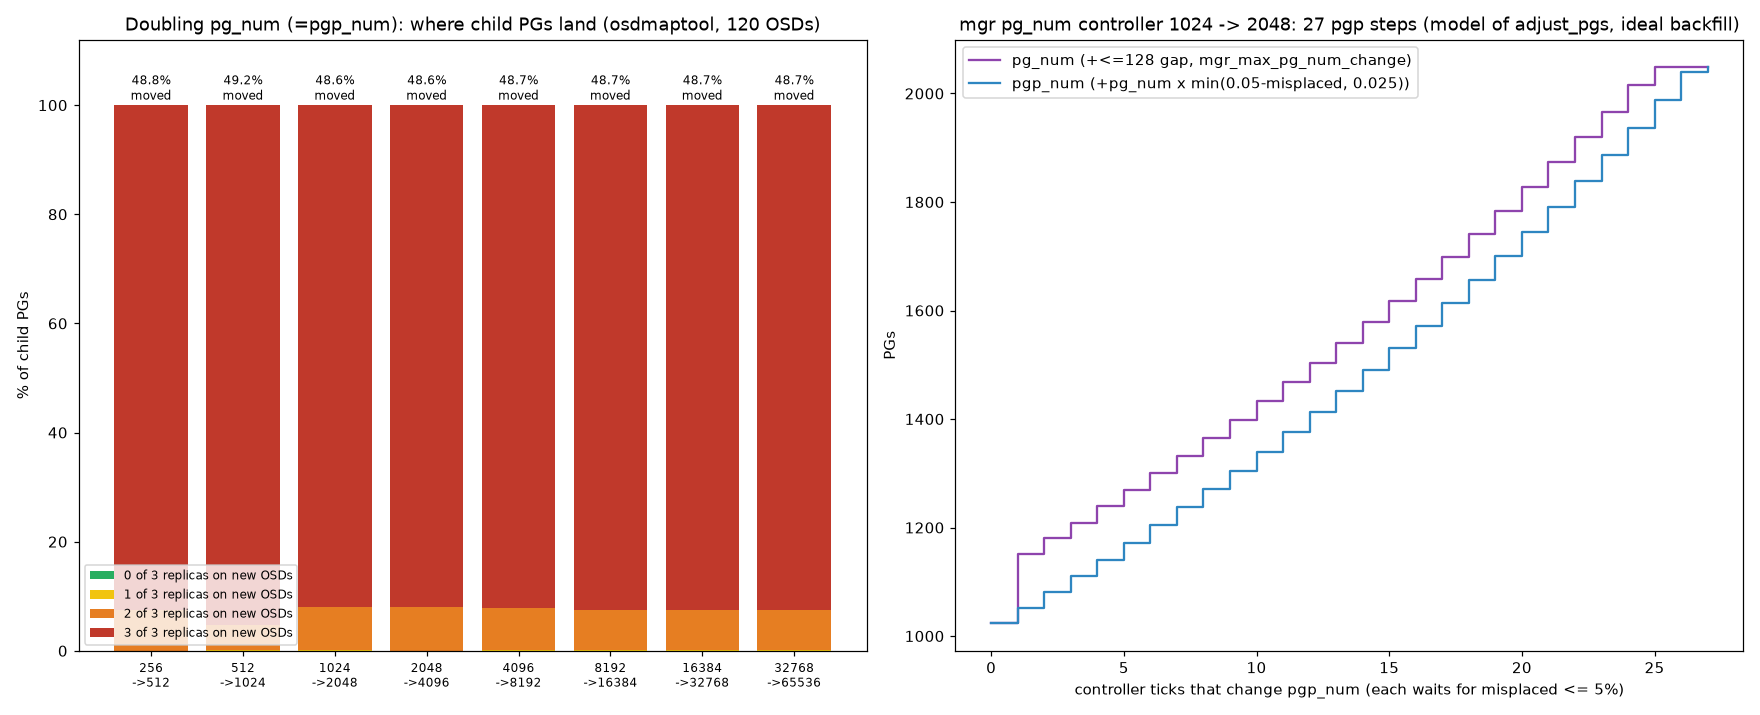 Doubling pg_num (=pgp_num): where child PGs land (osdmaptool, 120 OSDs)
48.8% moved
49.2% moved
48.6% moved
48.6% moved
48.7% moved
48.7% moved
48.7% moved
48.7% moved
% of child PGs
100
80
60
40
20
0
0 of 3 replicas on new OSDs
1 of 3 replicas on new OSDs
2 of 3 replicas on new OSDs
3 of 3 replicas on new OSDs
256 ->512
512 ->1024
1024 ->2048
2048 ->4096
4096 ->8192
8192 ->16384
16384 ->32768
32768 ->65536
mgr pg_num controller 1024 -> 2048: 27 pgp steps (model of adjust_pgs, ideal backfill)
pg_num (+<=128 gap, mgr_max_pg_num_change)
pgp_num (+pg_num x min(0.05-misplaced, 0.025))
PGs
2000
1800
1600
1400
1200
1000
0
5
10
15
20
25
controller ticks that change pgp_num (each waits for misplaced <= 5%)